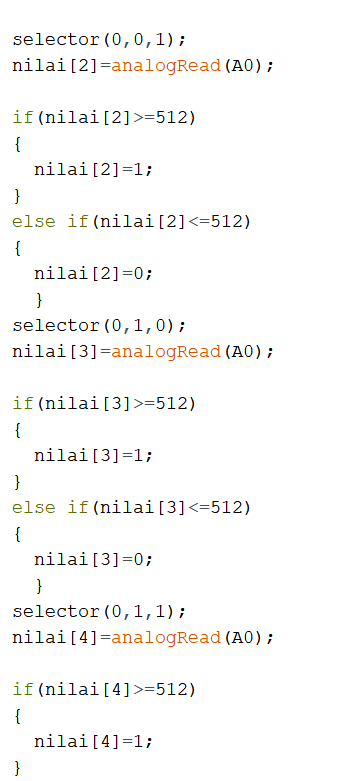 selector(0,0,1);
nilai[2]=analogRead(A0);
if(nilai[2]>=512)
{
nilai[2]=1;
}
else if(nilai[2]<=512)
{
nilai[2]=0;
}
selector(0,1,0);
nilai[3]=analogRead(A0);
if(nilai[3]>=512)
{
nilai[3]=1;
}
else if(nilai[3]<=512)
{
nilai[3]=0;
}
selector(0,1,1);
nilai[4]=analogRead(A0);
if(nilai[4]>=512)
{
nilai[4]=1;
}